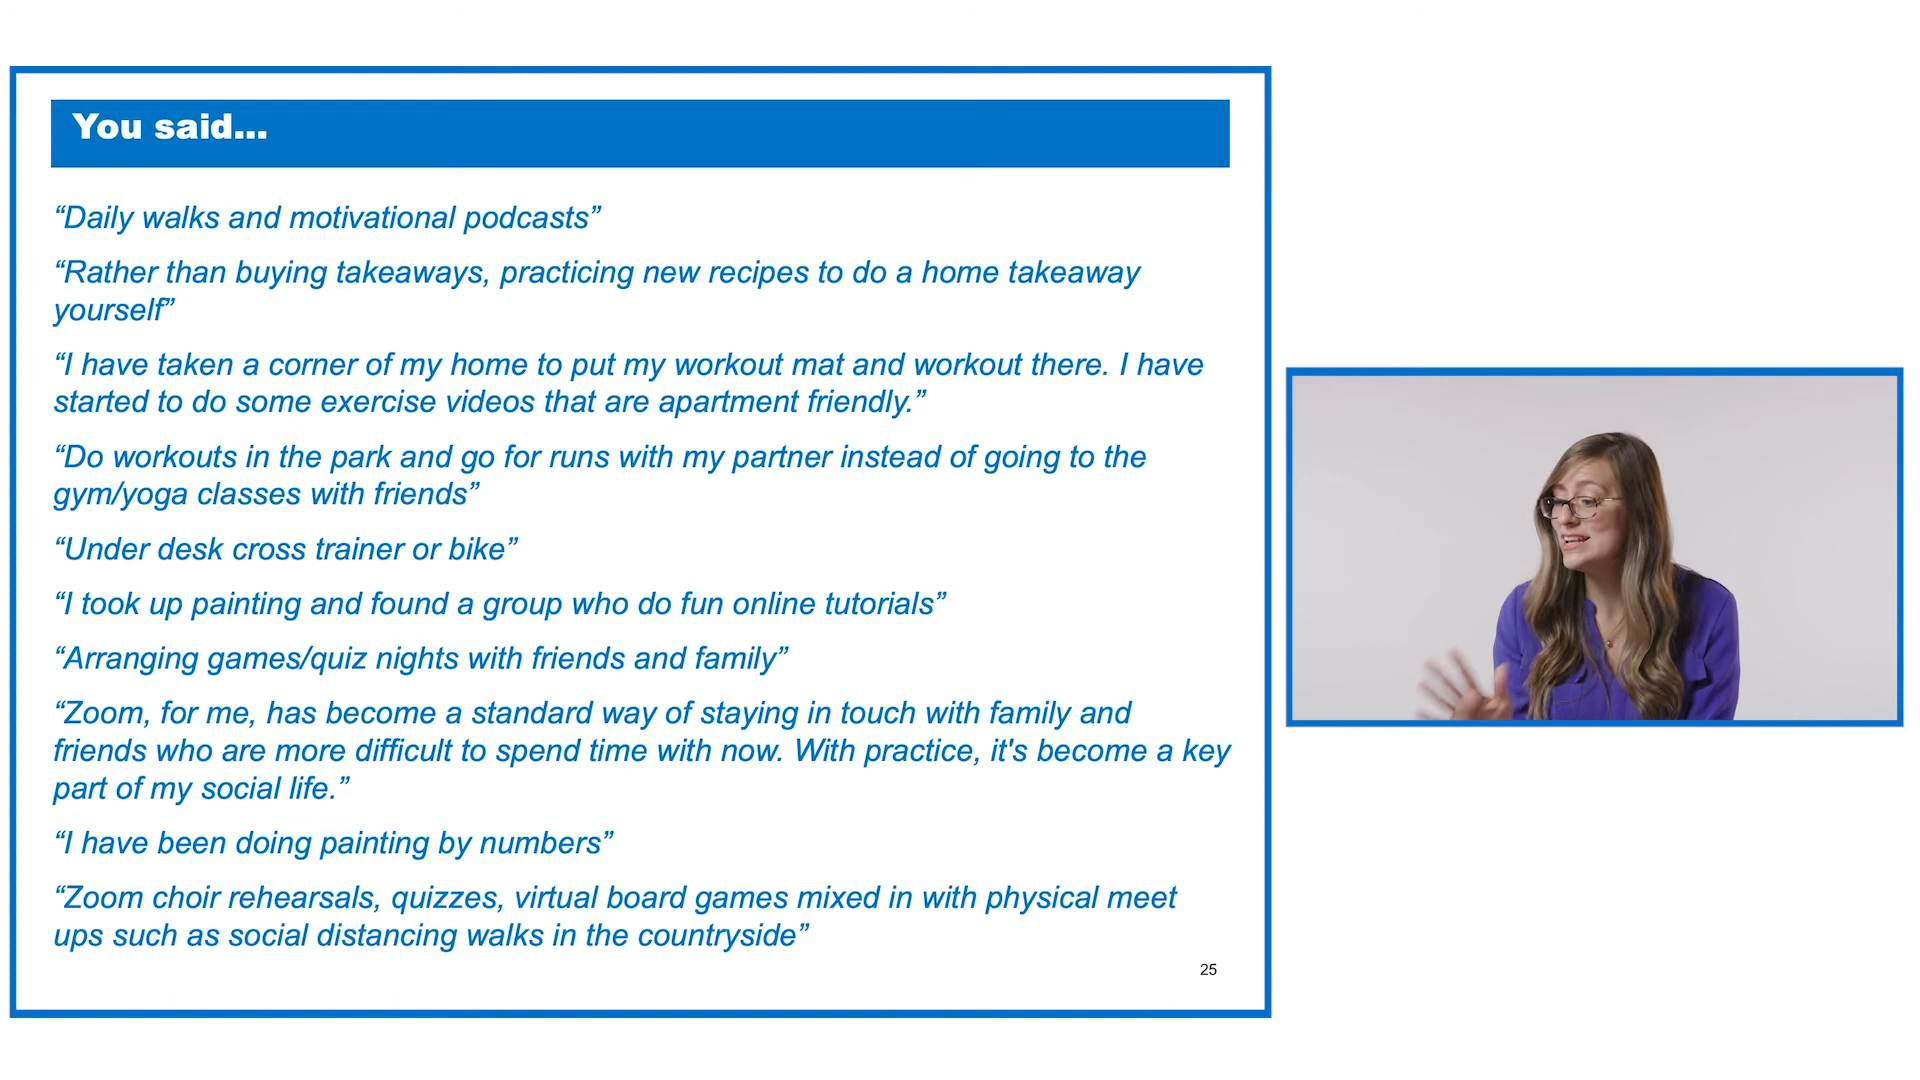 You said...
“Daily walks and motivational podcasts”
“Rather than buying takeaways, practicing new recipes to do a home takeaway
yourself”
“I have taken a corner of my home to put my workout mat and workout there. I have
started to do some exercise videos that are apartment friendly.”
“Do workouts in the park and go for runs with my partner instead of going to the
gym/yoga classes with friends”
“Under desk cross trainer or bike”
“I took up painting and found a group who do fun online tutorials”
“Arranging games/quiz nights with friends and family”
“Zoom, for me, has become a standard way of staying in touch with family and
friends who are more difficult to spend time with now. With practice, it's become a key
part of my social life.”
“I have been doing painting by numbers”
“Zoom choir rehearsals, quizzes, virtual board games mixed in with physical meet
ups such as social distancing walks in the countryside”
25